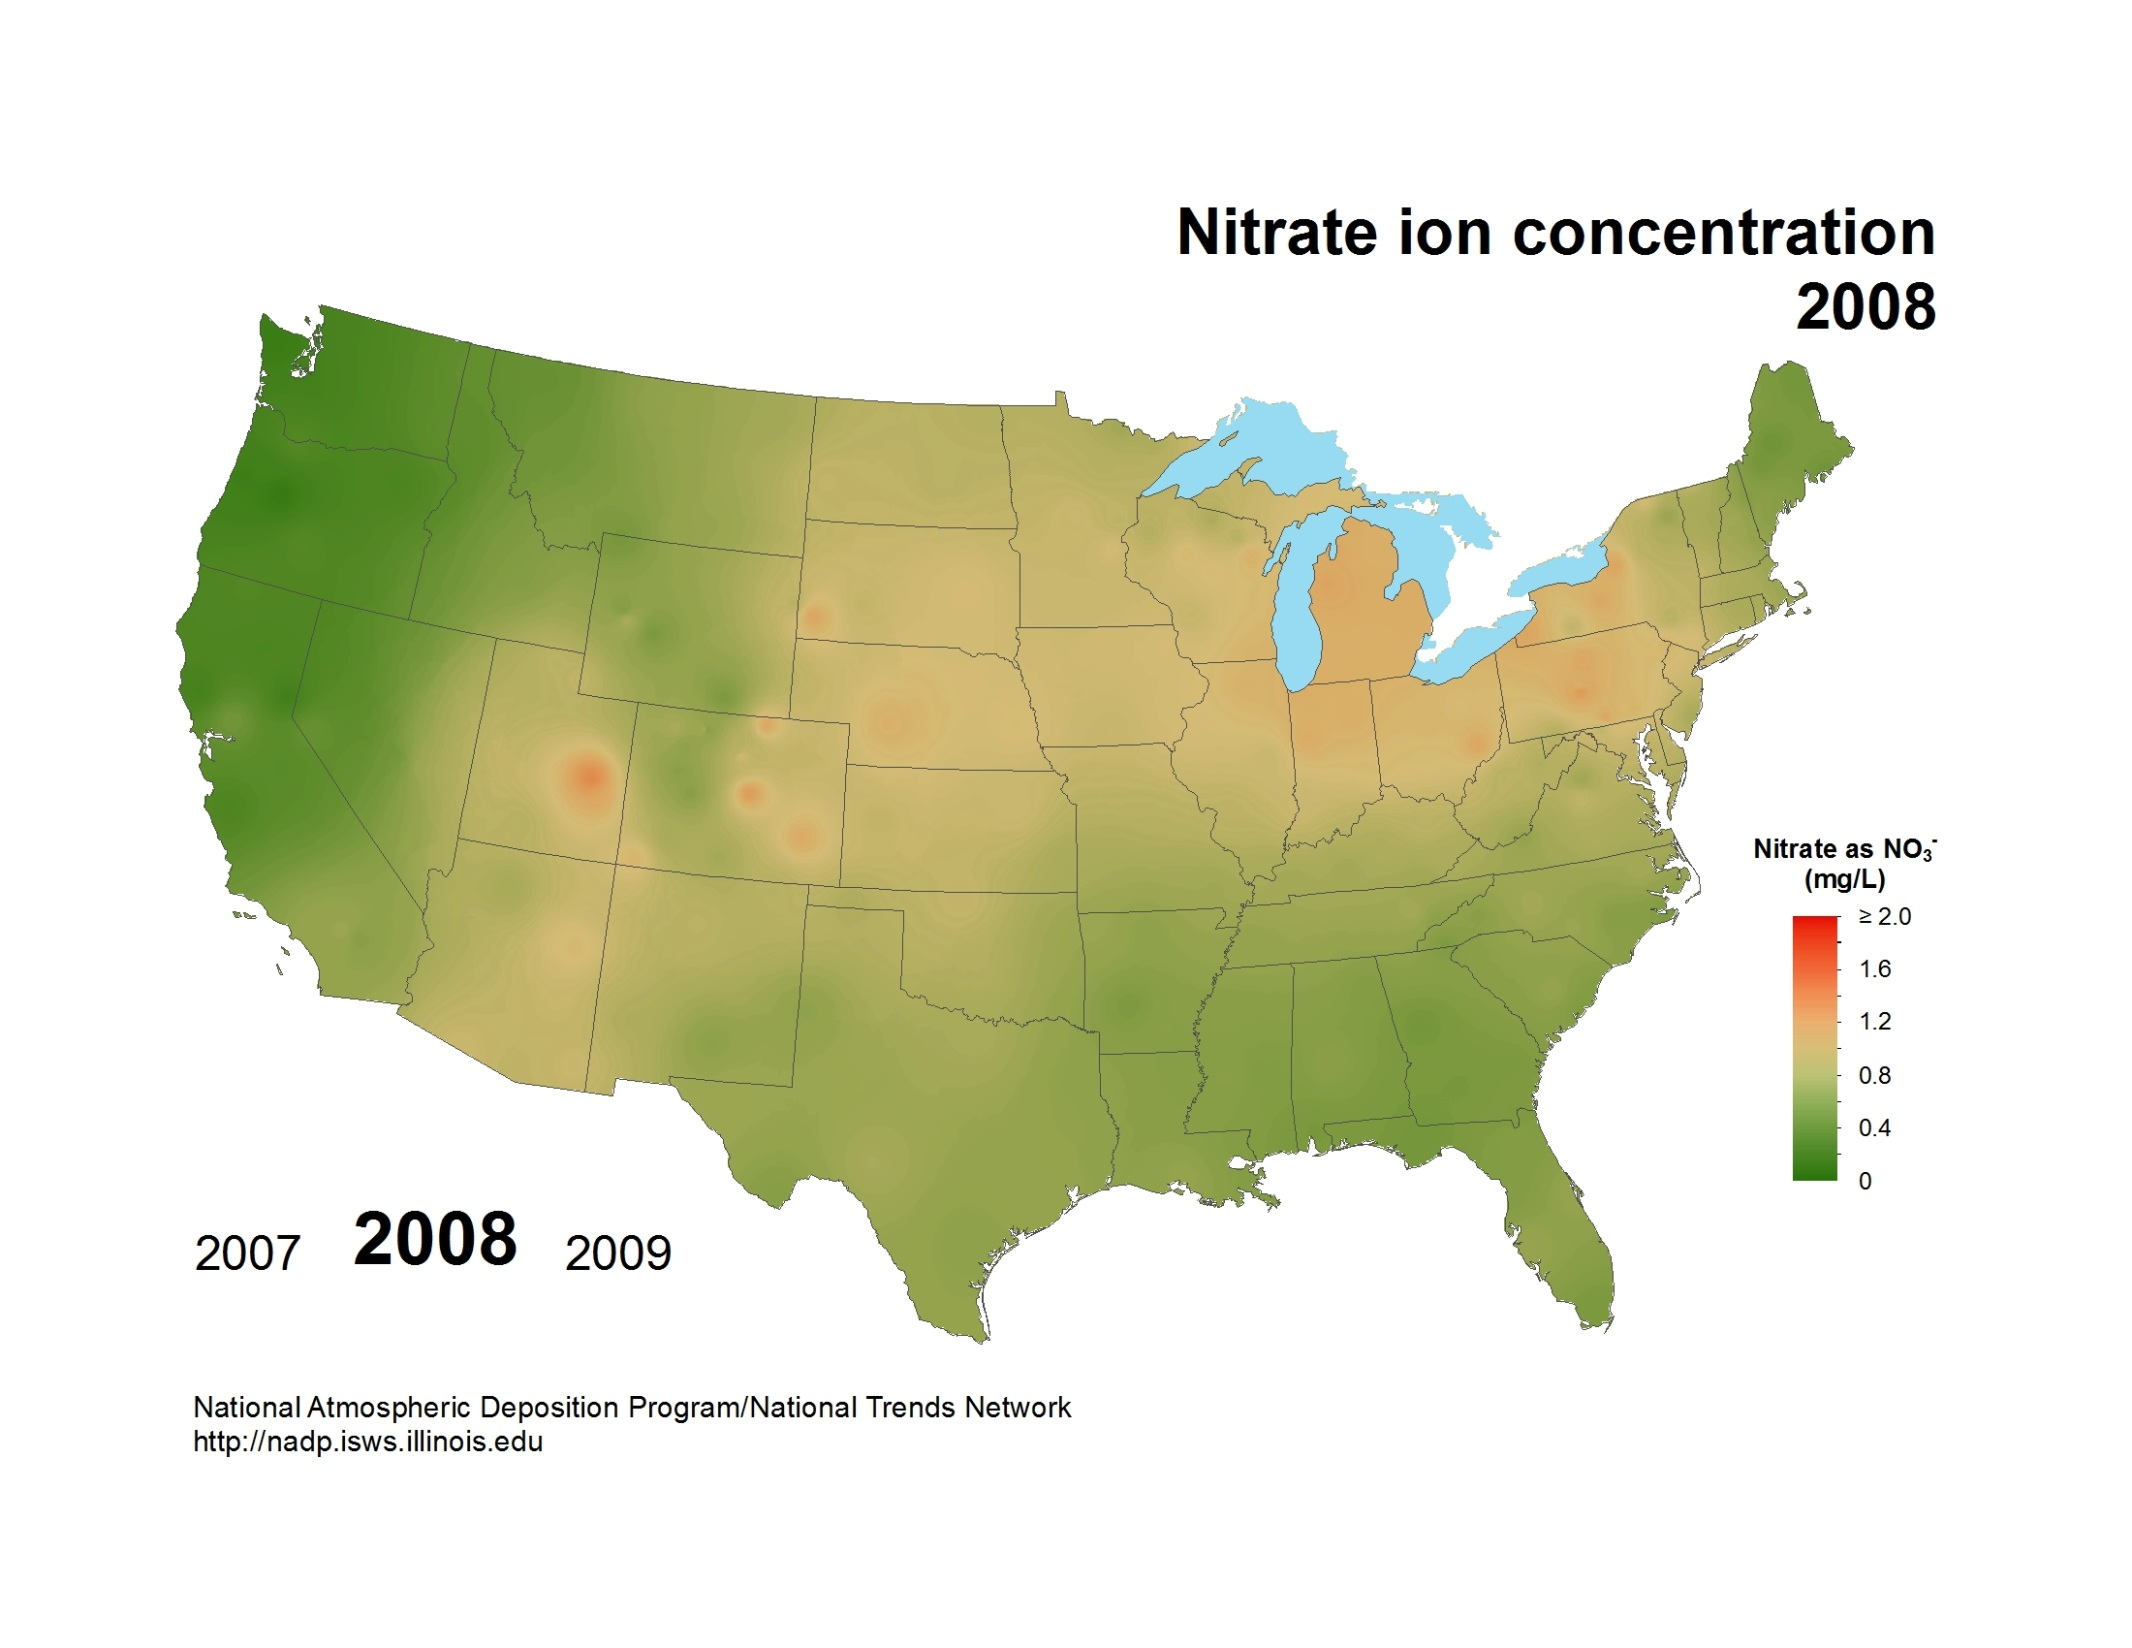 Nitrate ion concentration
2008
Nitrate as NO₃⁻
(mg/L)
≥ 2.0
1.6
1.2
0.8
0.4
0
2007 2008 2009
National Atmospheric Deposition Program/National Trends Network
http://nadp.isws.illinois.edu